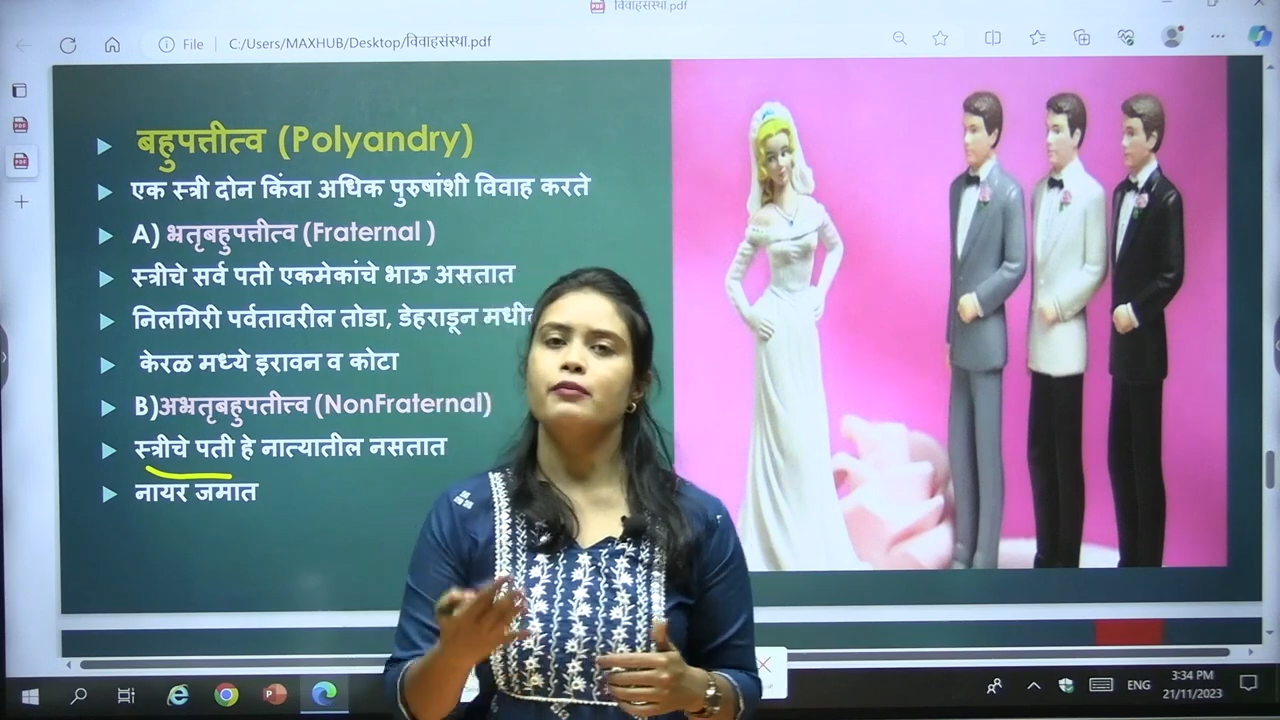 विवाहसंस्था.pdf
File | C:/Users/MAXHUB/Desktop/विवाहसंस्था.pdf
बहुपत्तीत्व (Polyandry)
एक स्त्री दोन किंवा अधिक पुरुषांशी विवाह करते
A) भ्रतृबहुपत्तीत्व (Fraternal )
स्त्रीचे सर्व पती एकमेकांचे भाऊ असतात
निलगिरी पर्वतावरील तोडा, डेहराडून
केरळ मध्ये इरावन व कोटा
B)अभ्रतृबहुपतीत्त्व (NonFraternal)
स्त्रीचे पती हे नात्यातील नसतात
नायर जमात
ENG
3:34 PM
21/11/2023